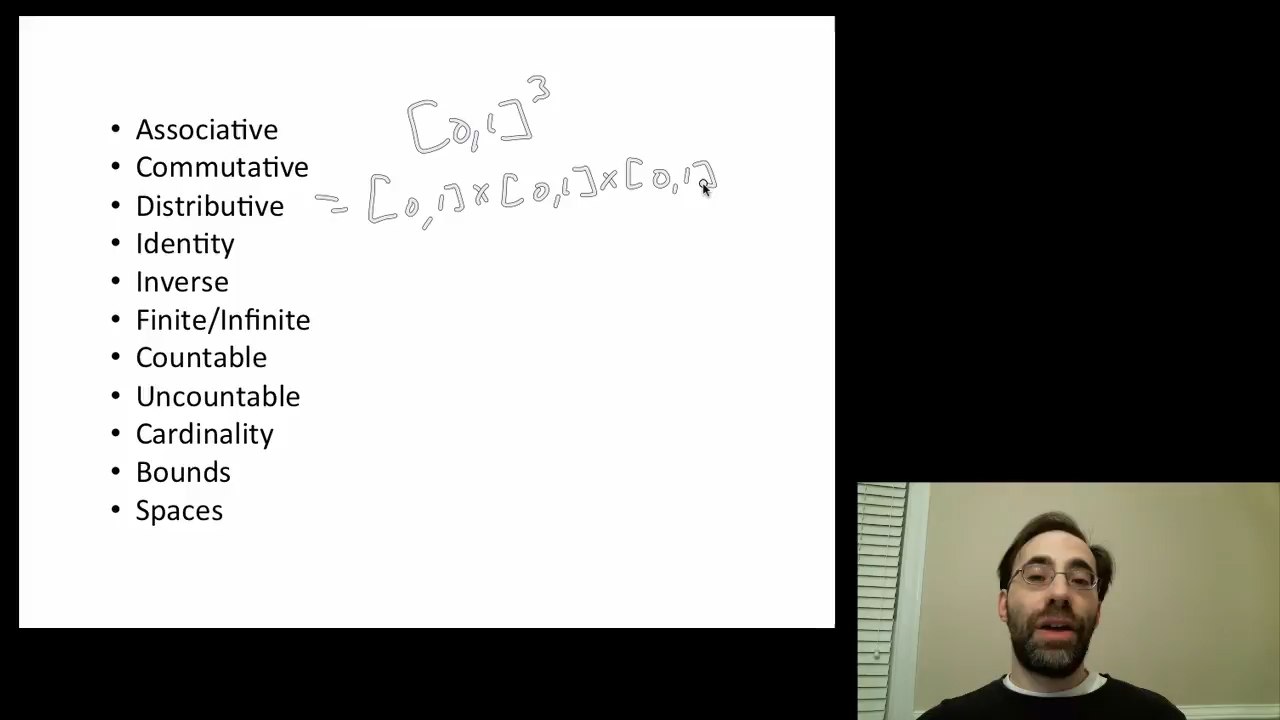 [0,1]³
• Associative
• Commutative
= [0,1] × [0,1] × [0,1]
• Distributive
• Identity
• Inverse
• Finite/Infinite
• Countable
• Uncountable
• Cardinality
• Bounds
• Spaces